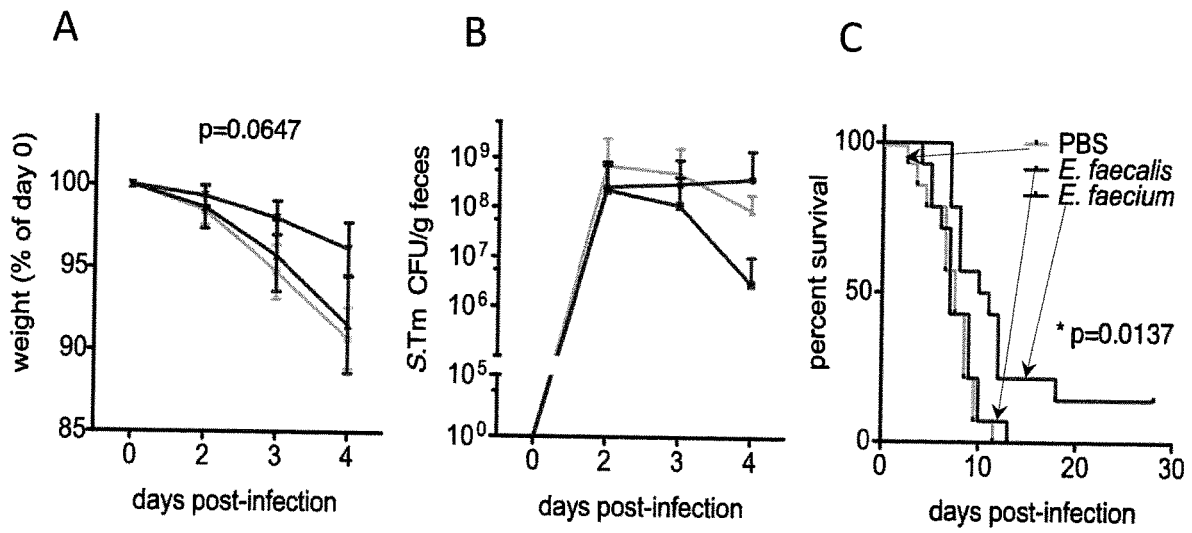 A
B
C
p=0.0647
weight (% of day 0)
100
95
90
85
0
2
3
4
days post-infection
S.Tm CFU/g feces
10⁹
10⁸
10⁷
10⁶
10⁵
10⁰
0
2
3
4
days post-infection
percent survival
100
50
0
PBS
E. faecalis
E. faecium
* p=0.0137
0
10
20
30
days post-infection